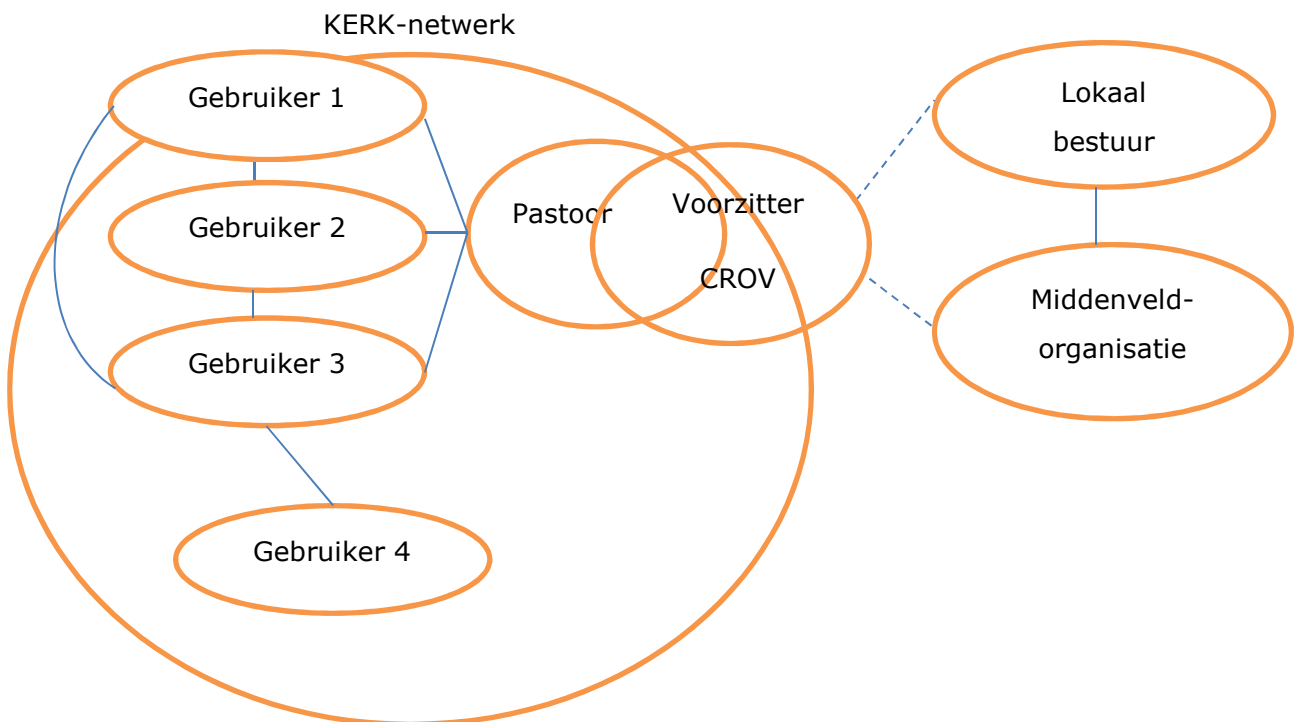 KERK-netwerk
Gebruiker 1
Gebruiker 2
Gebruiker 3
Gebruiker 4
Pastoor
Voorzitter
CROV
Lokaal
bestuur
Middenveld-
organisatie